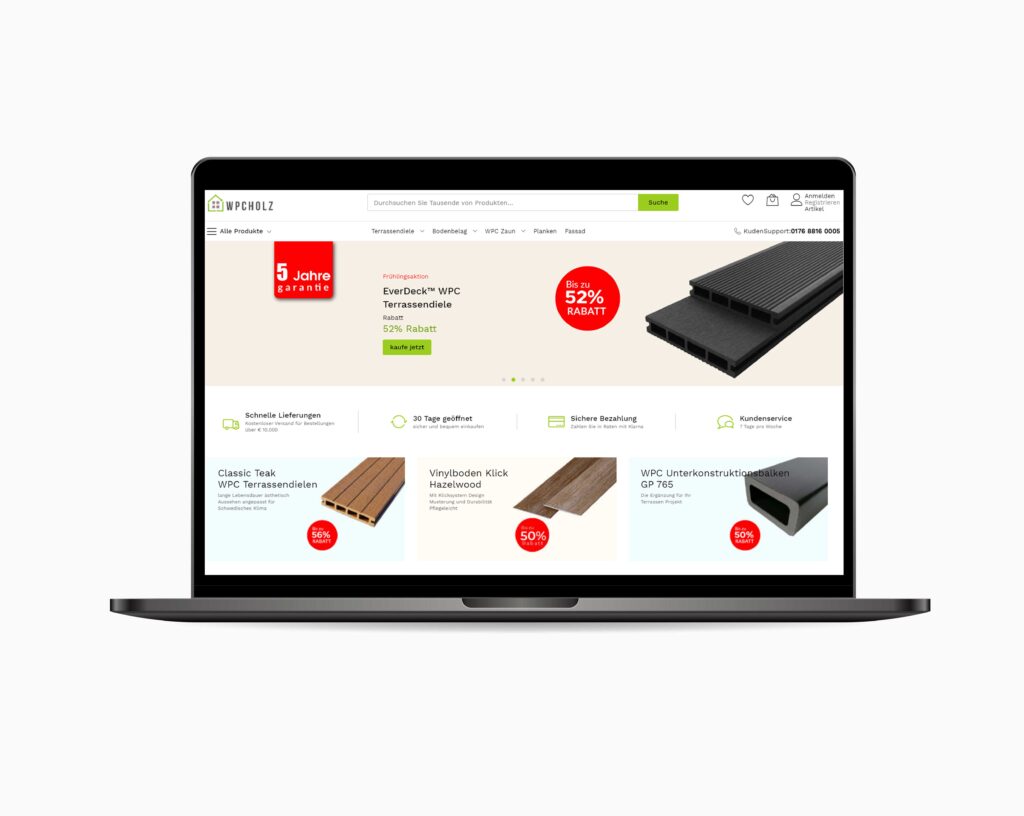 WPCHOLZ
Durchsuchen Sie Tausende von Produkten...
Suche
Anmelden
Registrieren
Artikel
Alle Produkte
Terrassendiele
Bodenbelag
WPC Zaun
Planken
Fassad
KudenSupport:0176 8816 0005
5 Jahre
garantie
Frühlingsaktion
EverDeck™ WPC
Terrassendiele
Rabatt
52% Rabatt
kaufe jetzt
Bis zu
52%
RABATT
Schnelle Lieferungen
Kostenloser Versand für Bestellungen
über €10.000
30 Tage geöffnet
sicher und bequem einkaufen
Sichere Bezahlung
Zahlen Sie in Raten mit Klarna
Kundenservice
7 Tage pro Woche
Classic Teak
WPC Terrassendielen
lange Lebensdauer ästhetisch
Aussehen angepasst für
Schwedisches Klima
Bis zu
56%
RABATT
Vinylboden Klick
Hazelwood
Mit Klicksystem Design
Musterung und Durabilität
Pflegeleicht
Bis zu
50%
Rabatt
WPC Unterkonstruktionsbalken
GP 765
Die Ergänzung für Ihr
Terrassen Projekt
Bis zu
50%
RABATT